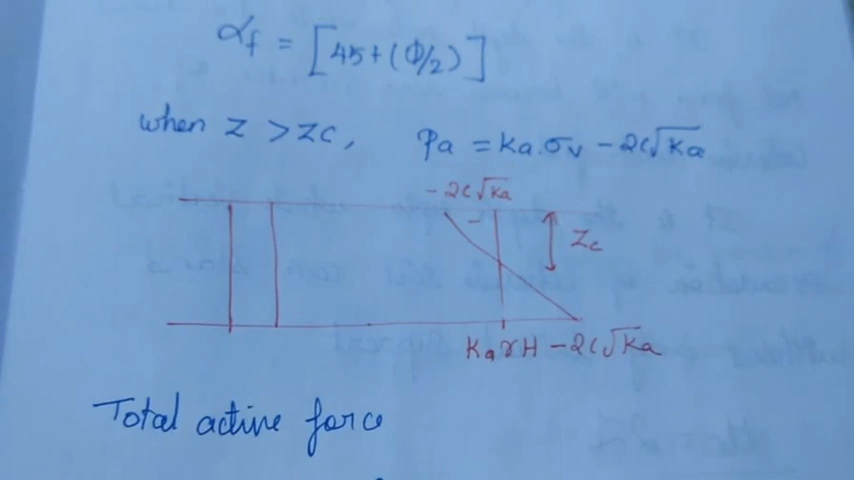 αf = [45+(Φ/2)]
when z > zc, Pa = ka.σv - 2c√ka
- 2c√ka
-
Zc
KaγH - 2c√ka
Total active force